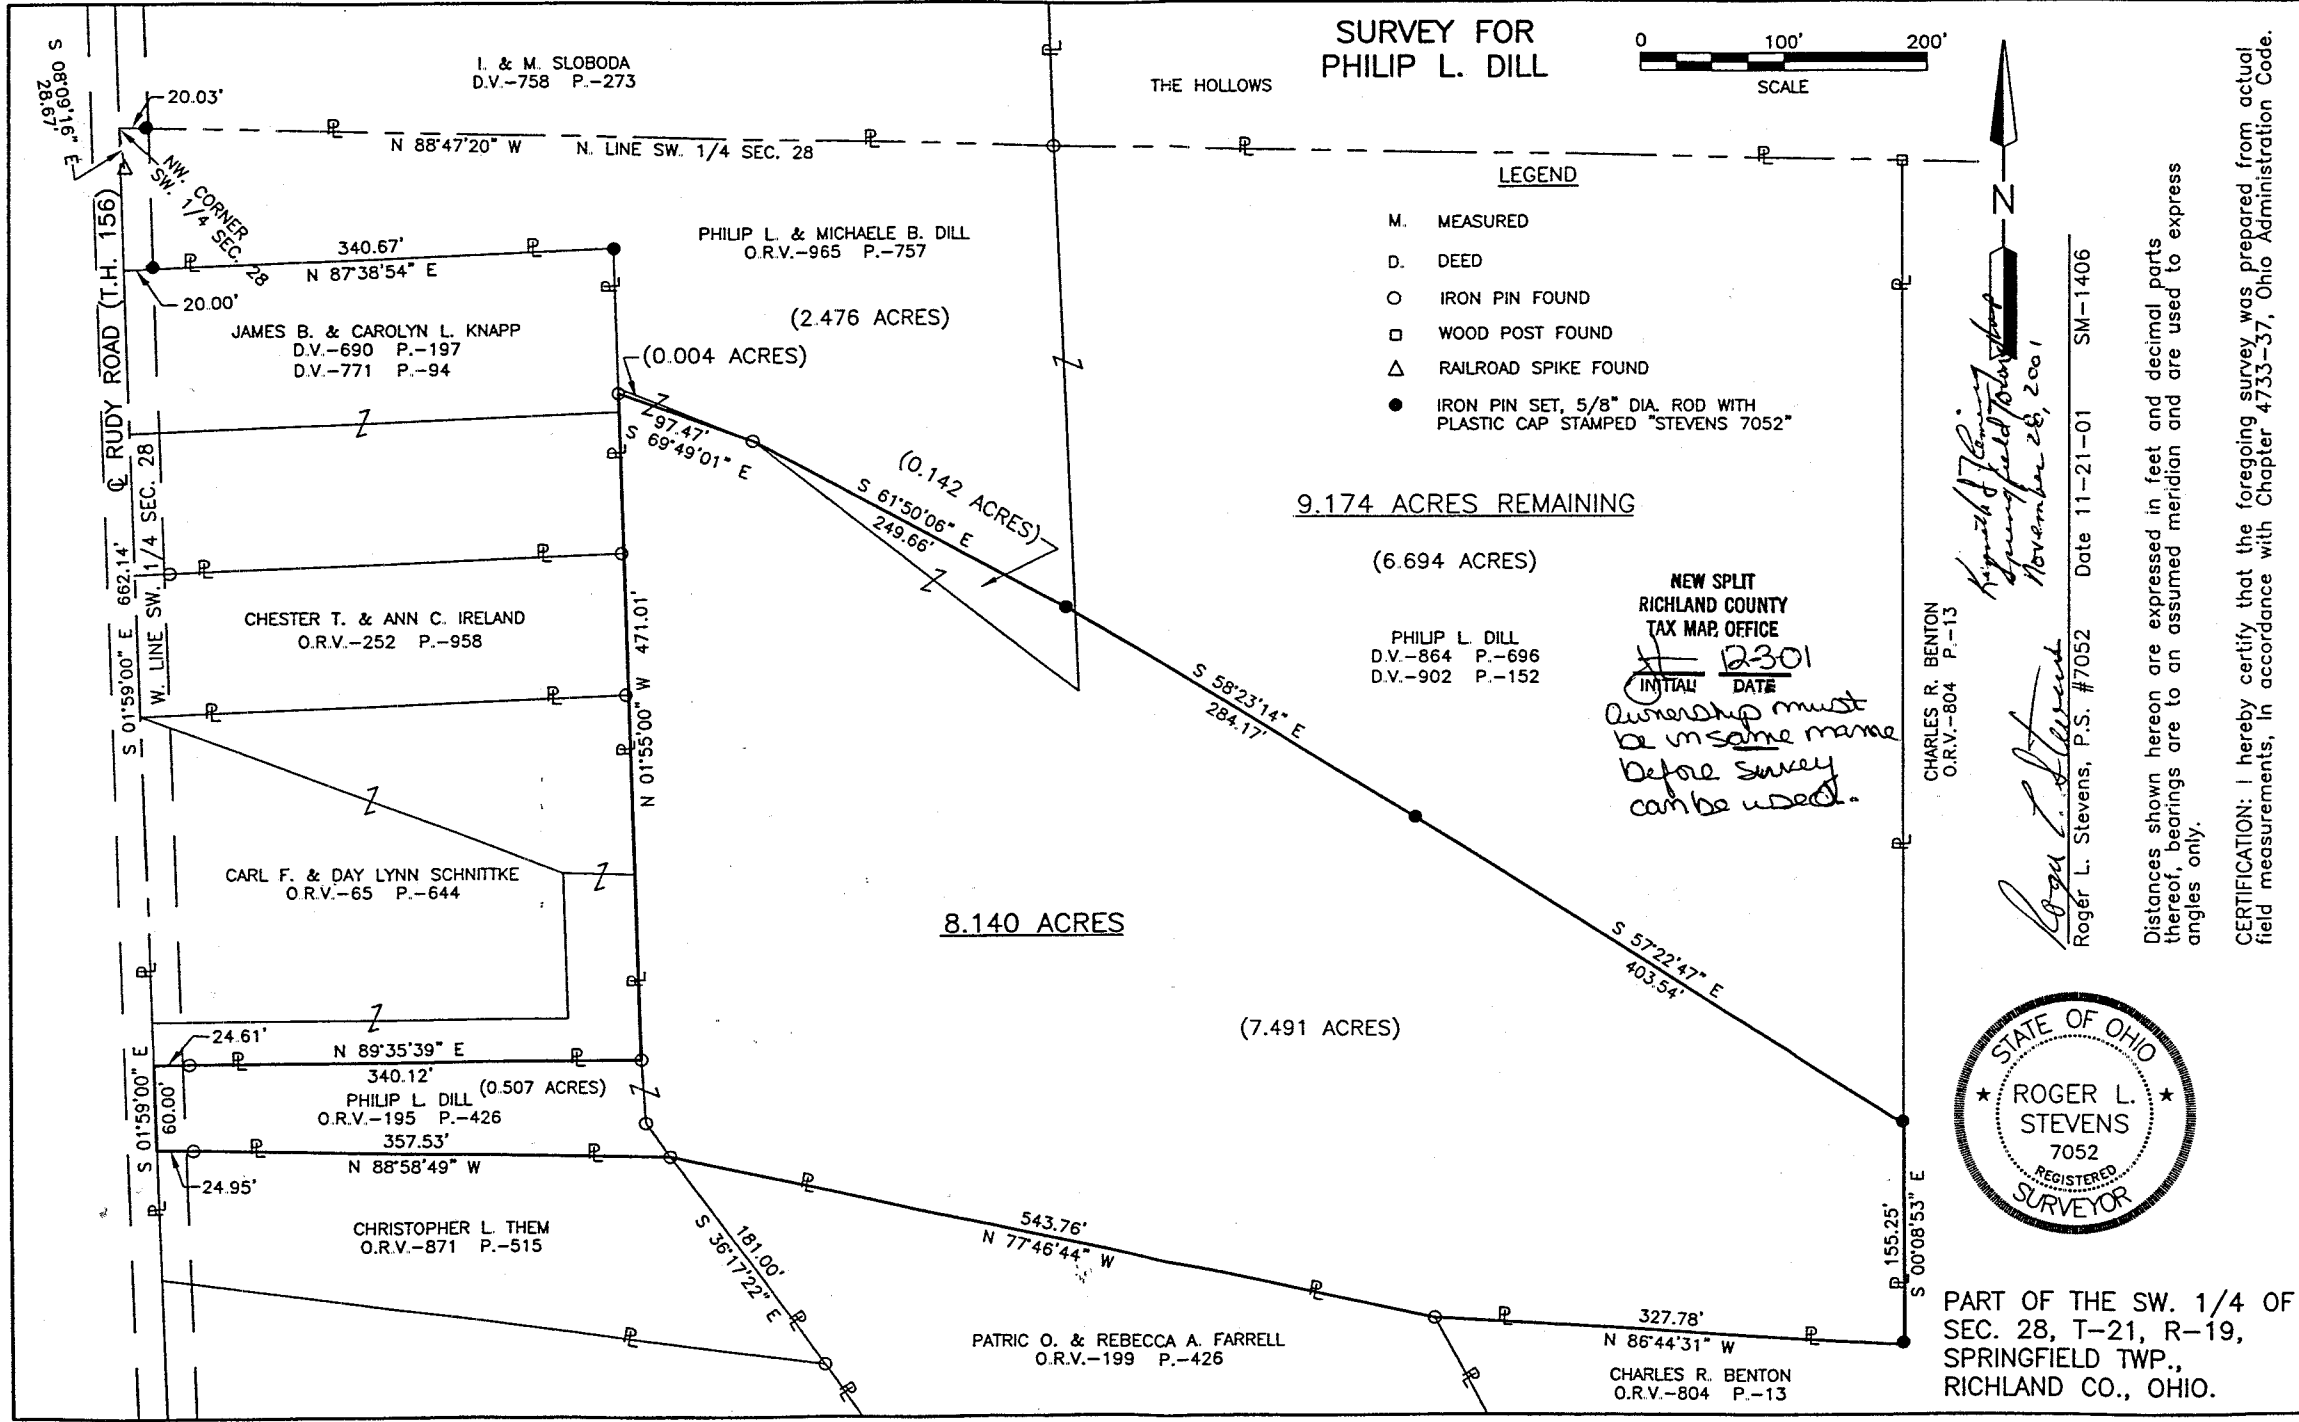 SURVEY FOR
PHILIP L. DILL
0 100' 200'
SCALE
THE HOLLOWS
I. & M. SLOBODA
D.V.-758 P.-273
S 08°09'16" E
28.67'
20.03'
N 88°47'20" W N. LINE SW. 1/4 SEC. 28
NW. CORNER
SW. 1/4 SEC. 28
340.67'
N 87°38'54" E
20.00'
PHILIP L. & MICHAELE B. DILL
O.R.V.-965 P.-757
(2.476 ACRES)
(0.004 ACRES)
JAMES B. & CAROLYN L. KNAPP
D.V.-690 P.-197
D.V.-771 P.-94
℄ RUDY ROAD (T.H. 156)
W. LINE SW. 1/4 SEC. 28
S 01°59'00" E 662.14'
97.47'
S 69°49'01" E
(0.142 ACRES)
S 61°50'06" E
249.66'
LEGEND
M. MEASURED
D. DEED
IRON PIN FOUND
WOOD POST FOUND
RAILROAD SPIKE FOUND
IRON PIN SET, 5/8" DIA. ROD WITH
PLASTIC CAP STAMPED "STEVENS 7052"
9.174 ACRES REMAINING
(6.694 ACRES)
PHILIP L. DILL
D.V.-864 P.-696
D.V.-902 P.-152
NEW SPLIT
RICHLAND COUNTY
TAX MAP OFFICE
12-3-01
INITIAL DATE
Ownership must
be in same name
before survey
can be used.
CHESTER T. & ANN C. IRELAND
O.R.V.-252 P.-958
N 01°55'00" W 471.01'
S 58°23'14" E
284.17'
CARL F. & DAY LYNN SCHNITTKE
O.R.V.-65 P.-644
8.140 ACRES
(7.491 ACRES)
S 57°22'47" E
403.54'
24.61'
N 89°35'39" E
340.12'
(0.507 ACRES)
PHILIP L. DILL
O.R.V.-195 P.-426
S 01°59'00" E
60.00'
357.53'
N 88°58'49" W
24.95'
CHRISTOPHER L. THEM
O.R.V.-871 P.-515
181.00'
S 36°17'22" E
543.76'
N 77°46'44" W
PATRIC O. & REBECCA A. FARRELL
O.R.V.-199 P.-426
327.78'
N 86°44'31" W
CHARLES R. BENTON
O.R.V.-804 P.-13
155.25'
S 00°08'53" E
CHARLES R. BENTON
O.R.V.-804 P.-13
N
Springfield Township
November 28, 2001
Roger L. Stevens
Roger L. Stevens, P.S. #7052 Date 11-21-01 SM-1406
Distances shown hereon are expressed in feet and decimal parts
thereof, bearings are to an assumed meridian and are used to express
angles only.
CERTIFICATION: I hereby certify that the foregoing survey was prepared from actual
field measurements, In accordance with Chapter 4733-37, Ohio Administration Code.
STATE OF OHIO
ROGER L.
STEVENS
7052
REGISTERED
SURVEYOR
PART OF THE SW. 1/4 OF
SEC. 28, T-21, R-19,
SPRINGFIELD TWP.,
RICHLAND CO., OHIO.